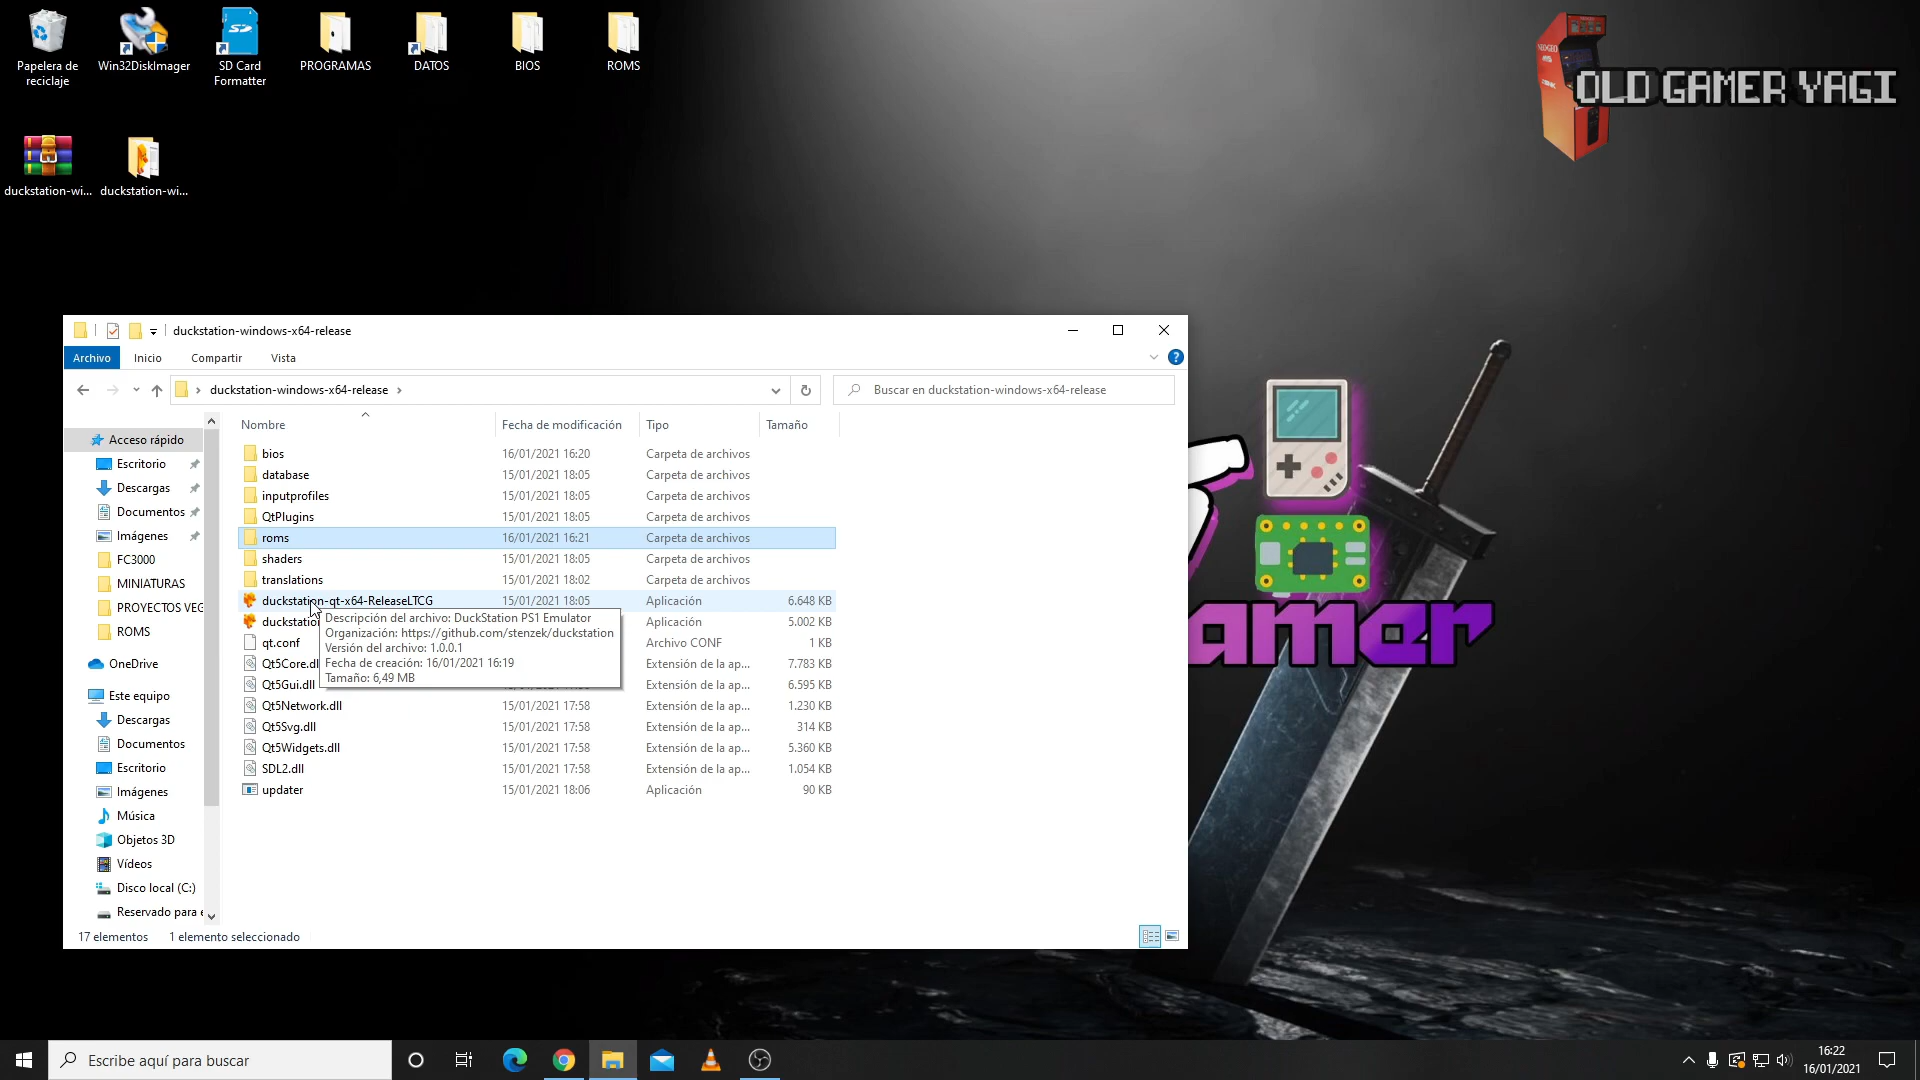 Papelera de
reciclaje
Win32DiskImager
SD
SD Card
Formatter
PROGRAMAS
DATOS
BIOS
ROMS
OLD GAMER YAGI
duckstation-wi...
duckstation-wi...
duckstation-windows-x64-release
Archivo
Inicio
Compartir
Vista
duckstation-windows-x64-release
Buscar en duckstation-windows-x64-release
Nombre
Fecha de modificación
Tipo
Tamaño
Acceso rápido
Escritorio
Descargas
Documentos
Imágenes
FC3000
MINIATURAS
PROYECTOS VEG
ROMS
OneDrive
Este equipo
Descargas
Documentos
Escritorio
Imágenes
Música
Objetos 3D
Vídeos
Disco local (C:)
Reservado para e
bios 16/01/2021 16:20 Carpeta de archivos
database 15/01/2021 18:05 Carpeta de archivos
inputprofiles 15/01/2021 18:05 Carpeta de archivos
QtPlugins 15/01/2021 18:05 Carpeta de archivos
roms 16/01/2021 16:21 Carpeta de archivos
shaders 15/01/2021 18:05 Carpeta de archivos
translations 15/01/2021 18:02 Carpeta de archivos
duckstation-qt-x64-ReleaseLTCG 15/01/2021 18:05 Aplicación 6.648 KB
duckstation Aplicación 5.002 KB
qt.conf Archivo CONF 1 KB
Qt5Core.dl Extensión de la ap... 7.783 KB
Qt5Gui.dll Extensión de la ap... 6.595 KB
Qt5Network.dll 15/01/2021 17:58 Extensión de la ap... 1.230 KB
Qt5Svg.dll 15/01/2021 17:58 Extensión de la ap... 314 KB
Qt5Widgets.dll 15/01/2021 17:58 Extensión de la ap... 5.360 KB
SDL2.dll 15/01/2021 17:58 Extensión de la ap... 1.054 KB
updater 15/01/2021 18:06 Aplicación 90 KB
Descripción del archivo: DuckStation PS1 Emulator
Organización: https://github.com/stenzek/duckstation
Versión del archivo: 1.0.0.1
Fecha de creación: 16/01/2021 16:19
Tamaño: 6,49 MB
17 elementos
1 elemento seleccionado
amer
Escribe aquí para buscar
16:22
16/01/2021